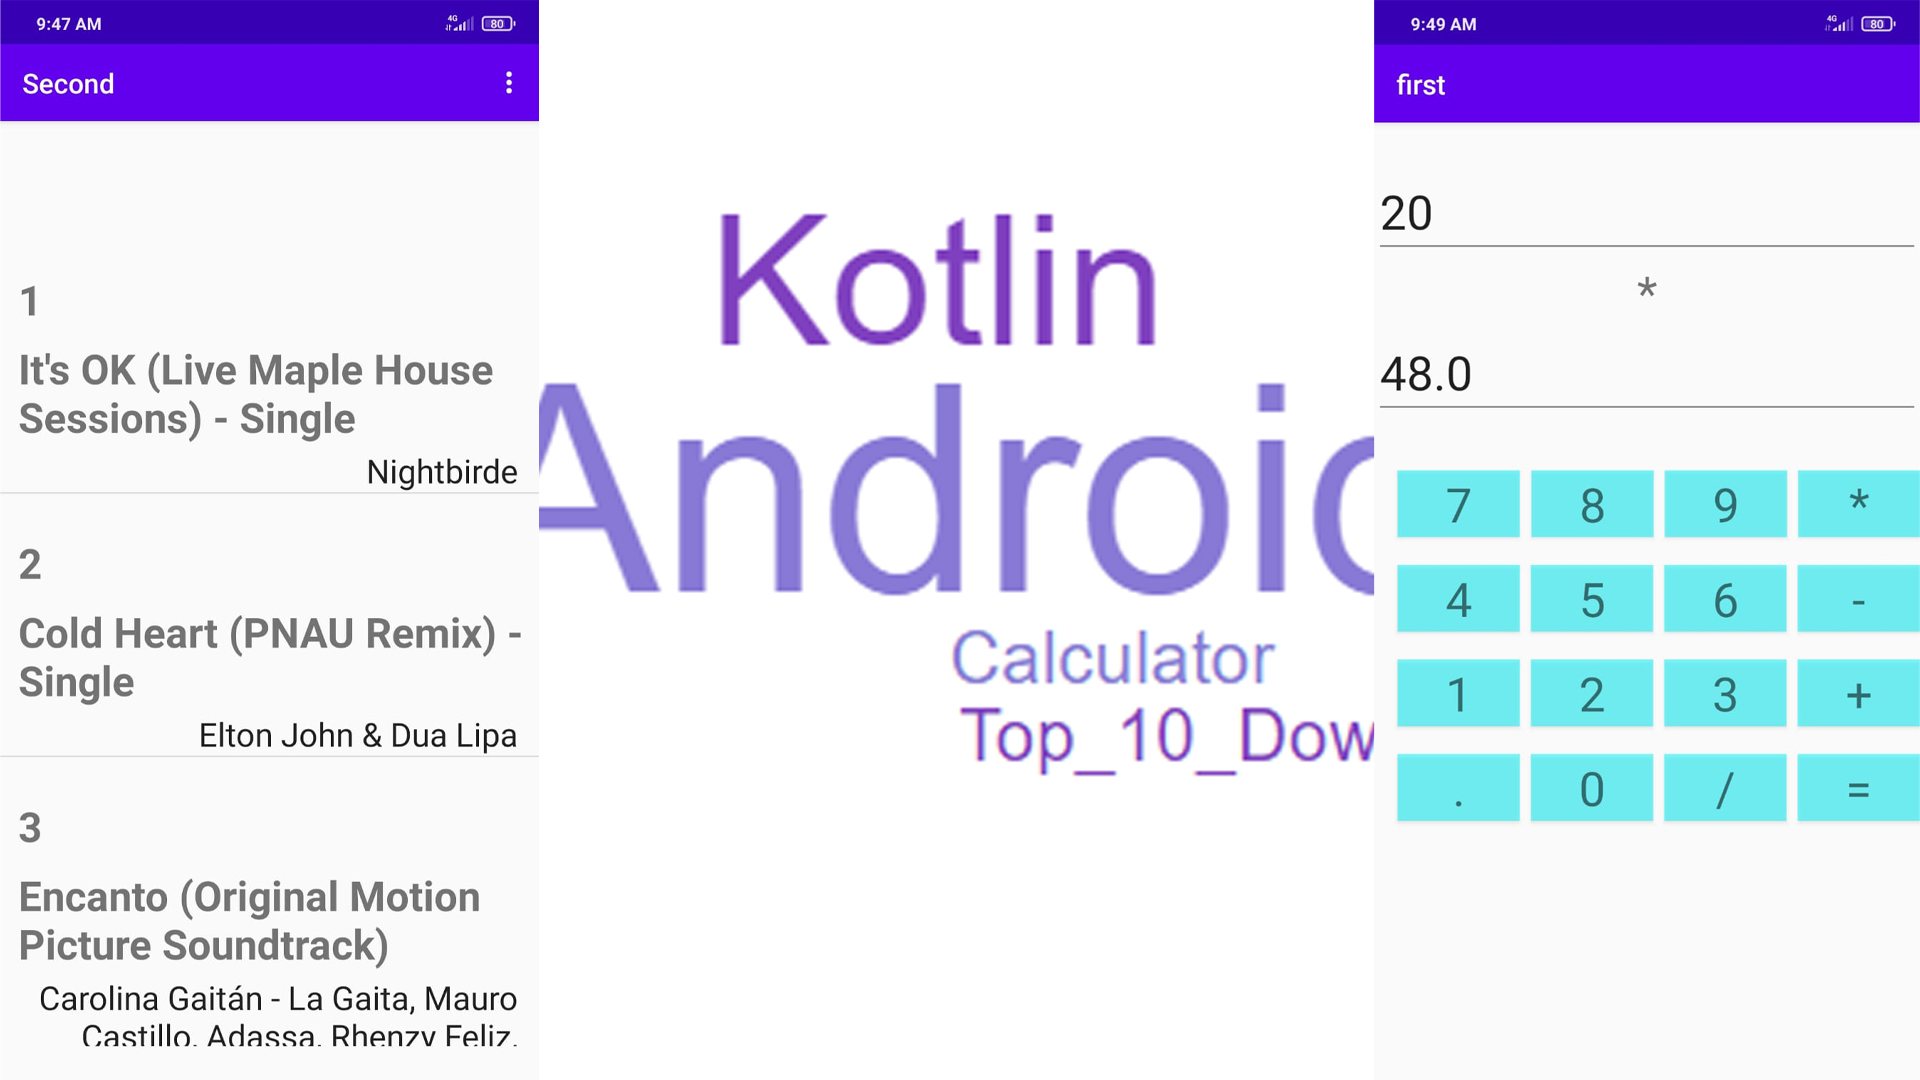 9:47 AM
4G
80
Second
1
It's OK (Live Maple House
Sessions) - Single
Nightbirde
2
Cold Heart (PNAU Remix) -
Single
Elton John & Dua Lipa
3
Encanto (Original Motion
Picture Soundtrack)
Carolina Gaitán - La Gaita, Mauro
Castillo, Adassa, Rhenzy Feliz,
Kotlin
Android
Calculator
Top_10_Dow
9:49 AM
4G
80
first
20
*
48.0
7 8 9 *
4 5 6 -
1 2 3 +
. 0 / =